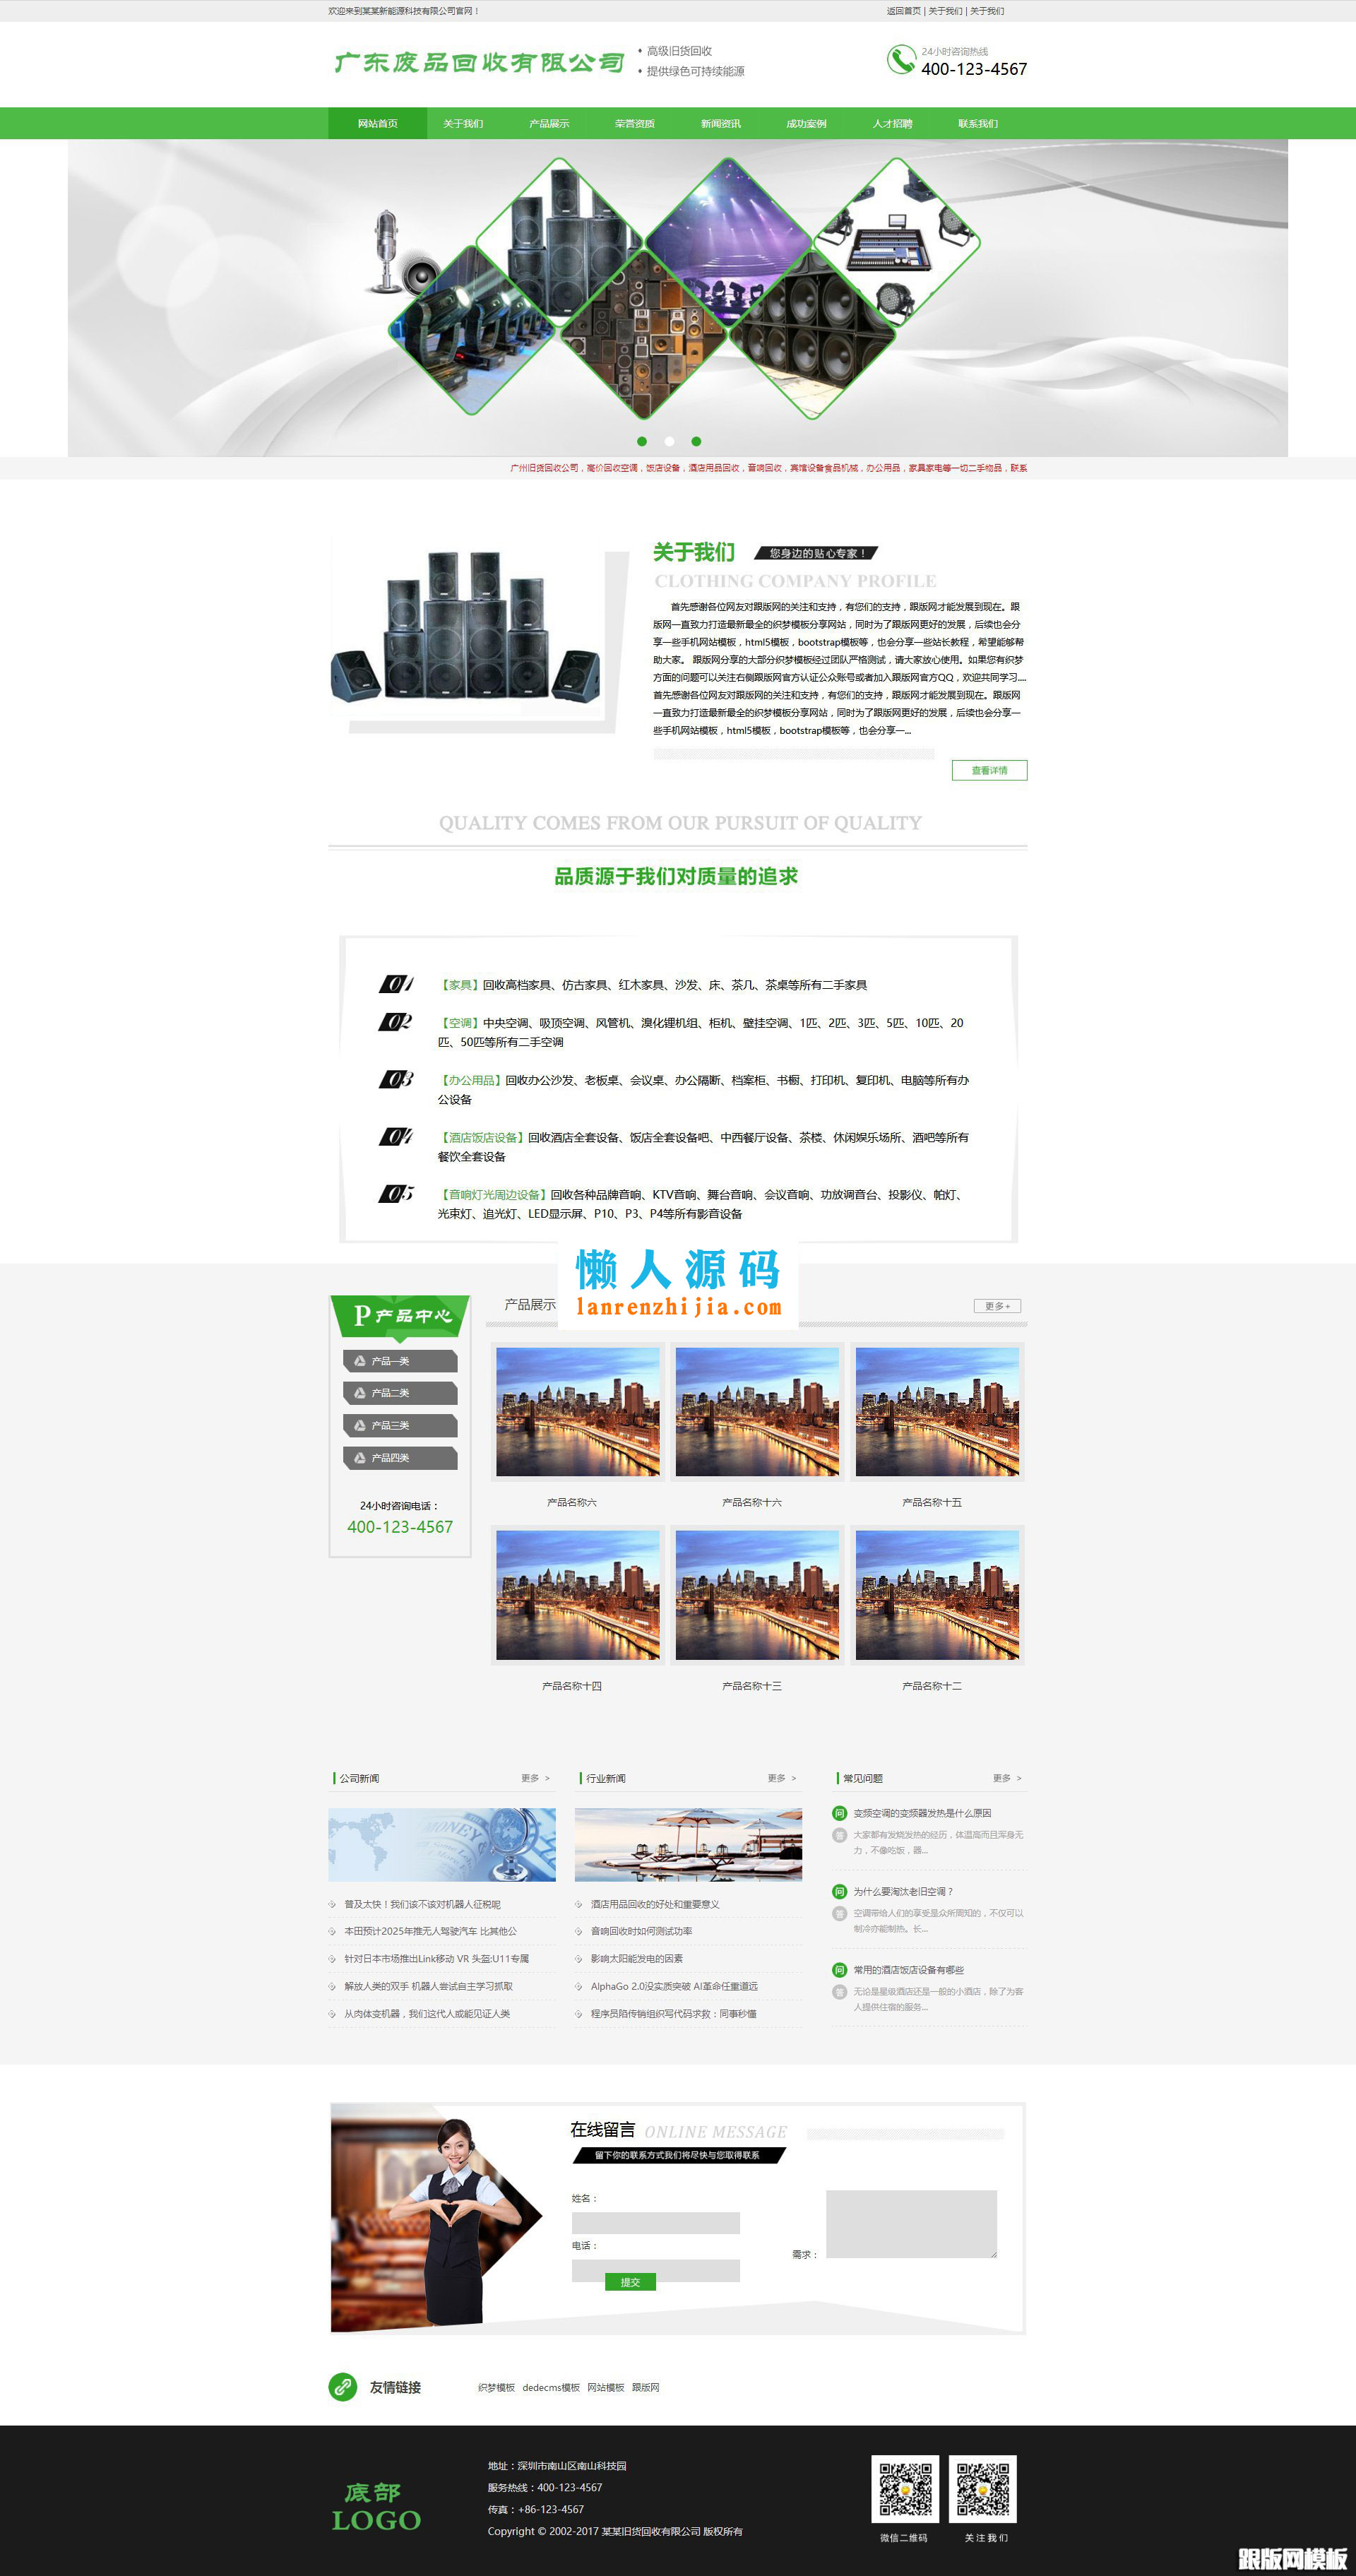 欢迎来到某某新能源科技有限公司官网！
返回首页 | 关于我们 | 关于我们
广东废品回收有限公司
• 高级旧货回收
• 提供绿色可持续能源
24小时咨询热线
400-123-4567
网站首页 关于我们 产品展示 荣誉资质 新闻资讯 成功案例 人才招聘 联系我们
广州旧货回收公司，高价回收空调，饭店设备，酒店用品回收，音响回收，宾馆设备食品机械，办公用品，家具家电等一切二手物品，联系
关于我们
您身边的贴心专家！
CLOTHING COMPANY PROFILE
首先感谢各位网友对跟版网的关注和支持，有您们的支持，跟版网才能发展到现在。跟
版网一直致力打造最新最全的织梦模板分享网站，同时为了跟版网更好的发展，后续也会分
享一些手机网站模板，html5模板，bootstrap模板等，也会分享一些站长教程，希望能够帮
助大家。 跟版网分享的大部分织梦模板经过团队严格测试，请大家放心使用。如果您有织梦
方面的问题可以关注右侧跟版网官方认证公众账号或者加入跟版网官方QQ，欢迎共同学习....
首先感谢各位网友对跟版网的关注和支持，有您们的支持，跟版网才能发展到现在。跟版网
一直致力打造最新最全的织梦模板分享网站，同时为了跟版网更好的发展，后续也会分享一
些手机网站模板，html5模板，bootstrap模板等，也会分享一...
查看详情
QUALITY COMES FROM OUR PURSUIT OF QUALITY
品质源于我们对质量的追求
01 【家具】回收高档家具、仿古家具、红木家具、沙发、床、茶几、茶桌等所有二手家具
02 【空调】中央空调、吸顶空调、风管机、溴化锂机组、柜机、壁挂空调、1匹、2匹、3匹、5匹、10匹、20
匹、50匹等所有二手空调
03 【办公用品】回收办公沙发、老板桌、会议桌、办公隔断、档案柜、书橱、打印机、复印机、电脑等所有办
公设备
04 【酒店饭店设备】回收酒店全套设备、饭店全套设备吧、中西餐厅设备、茶楼、休闲娱乐场所、酒吧等所有
餐饮全套设备
05 【音响灯光周边设备】回收各种品牌音响、KTV音响、舞台音响、会议音响、功放调音台、投影仪、帕灯、
光束灯、追光灯、LED显示屏、P10、P3、P4等所有影音设备
懒人源码
lanrenzhijia.com
P产品中心
产品一类
产品二类
产品三类
产品四类
24小时咨询电话：
400-123-4567
产品展示
更多+
产品名称六 产品名称十六 产品名称十五
产品名称十四 产品名称十三 产品名称十二
公司新闻 更多 >
普及太快！我们该不该对机器人征税呢
本田预计2025年推无人驾驶汽车 比其他公
针对日本市场推出Link移动 VR 头盔:U11专属
解放人类的双手 机器人尝试自主学习抓取
从肉体变机器，我们这代人或能见证人类
行业新闻 更多 >
酒店用品回收的好处和重要意义
音响回收时如何测试功率
影响太阳能发电的因素
AlphaGo 2.0没实质突破 AI革命任重道远
程序员陷传销组织写代码求救：同事秒懂
常见问题 更多 >
问 变频空调的变频器发热是什么原因
答 大家都有发烧发热的经历，体温高而且浑身无
力，不像吃饭，器...
问 为什么要淘汰老旧空调？
答 空调带给人们的享受是众所周知的，不仅可以
制冷亦能制热。长...
问 常用的酒店饭店设备有哪些
答 无论是星级酒店还是一般的小酒店，除了为客
人提供住宿的服务...
MONEY
在线留言 ONLINE MESSAGE
留下你的联系方式我们将尽快与您取得联系
姓名：
电话：
需求：
提交
友情链接
织梦模板 dedecms模板 网站模板 跟版网
底部
LOGO
地址：深圳市南山区南山科技园
服务热线：400-123-4567
传真：+86-123-4567
Copyright © 2002-2017 某某旧货回收有限公司 版权所有
微信二维码 关注我们
跟版网模板